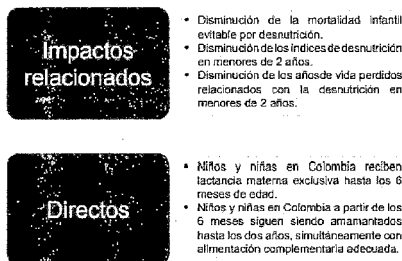 Impactos
relacionados
• Disminución de la mortalidad infantil
evitable por desnutrición.
• Disminución de los índices de desnutrición
en menores de 2 años.
• Disminución de los años de vida perdidos
relacionados con la desnutrición en
menores de 2 años.
Directos
• Niños y niñas en Colombia reciben
lactancia materna exclusiva hasta los 6
meses de edad.
• Niños y niñas en Colombia a partir de los
6 meses siguen siendo amamantados
hasta los dos años, simultáneamente con
alimentación complementaria adecuada.